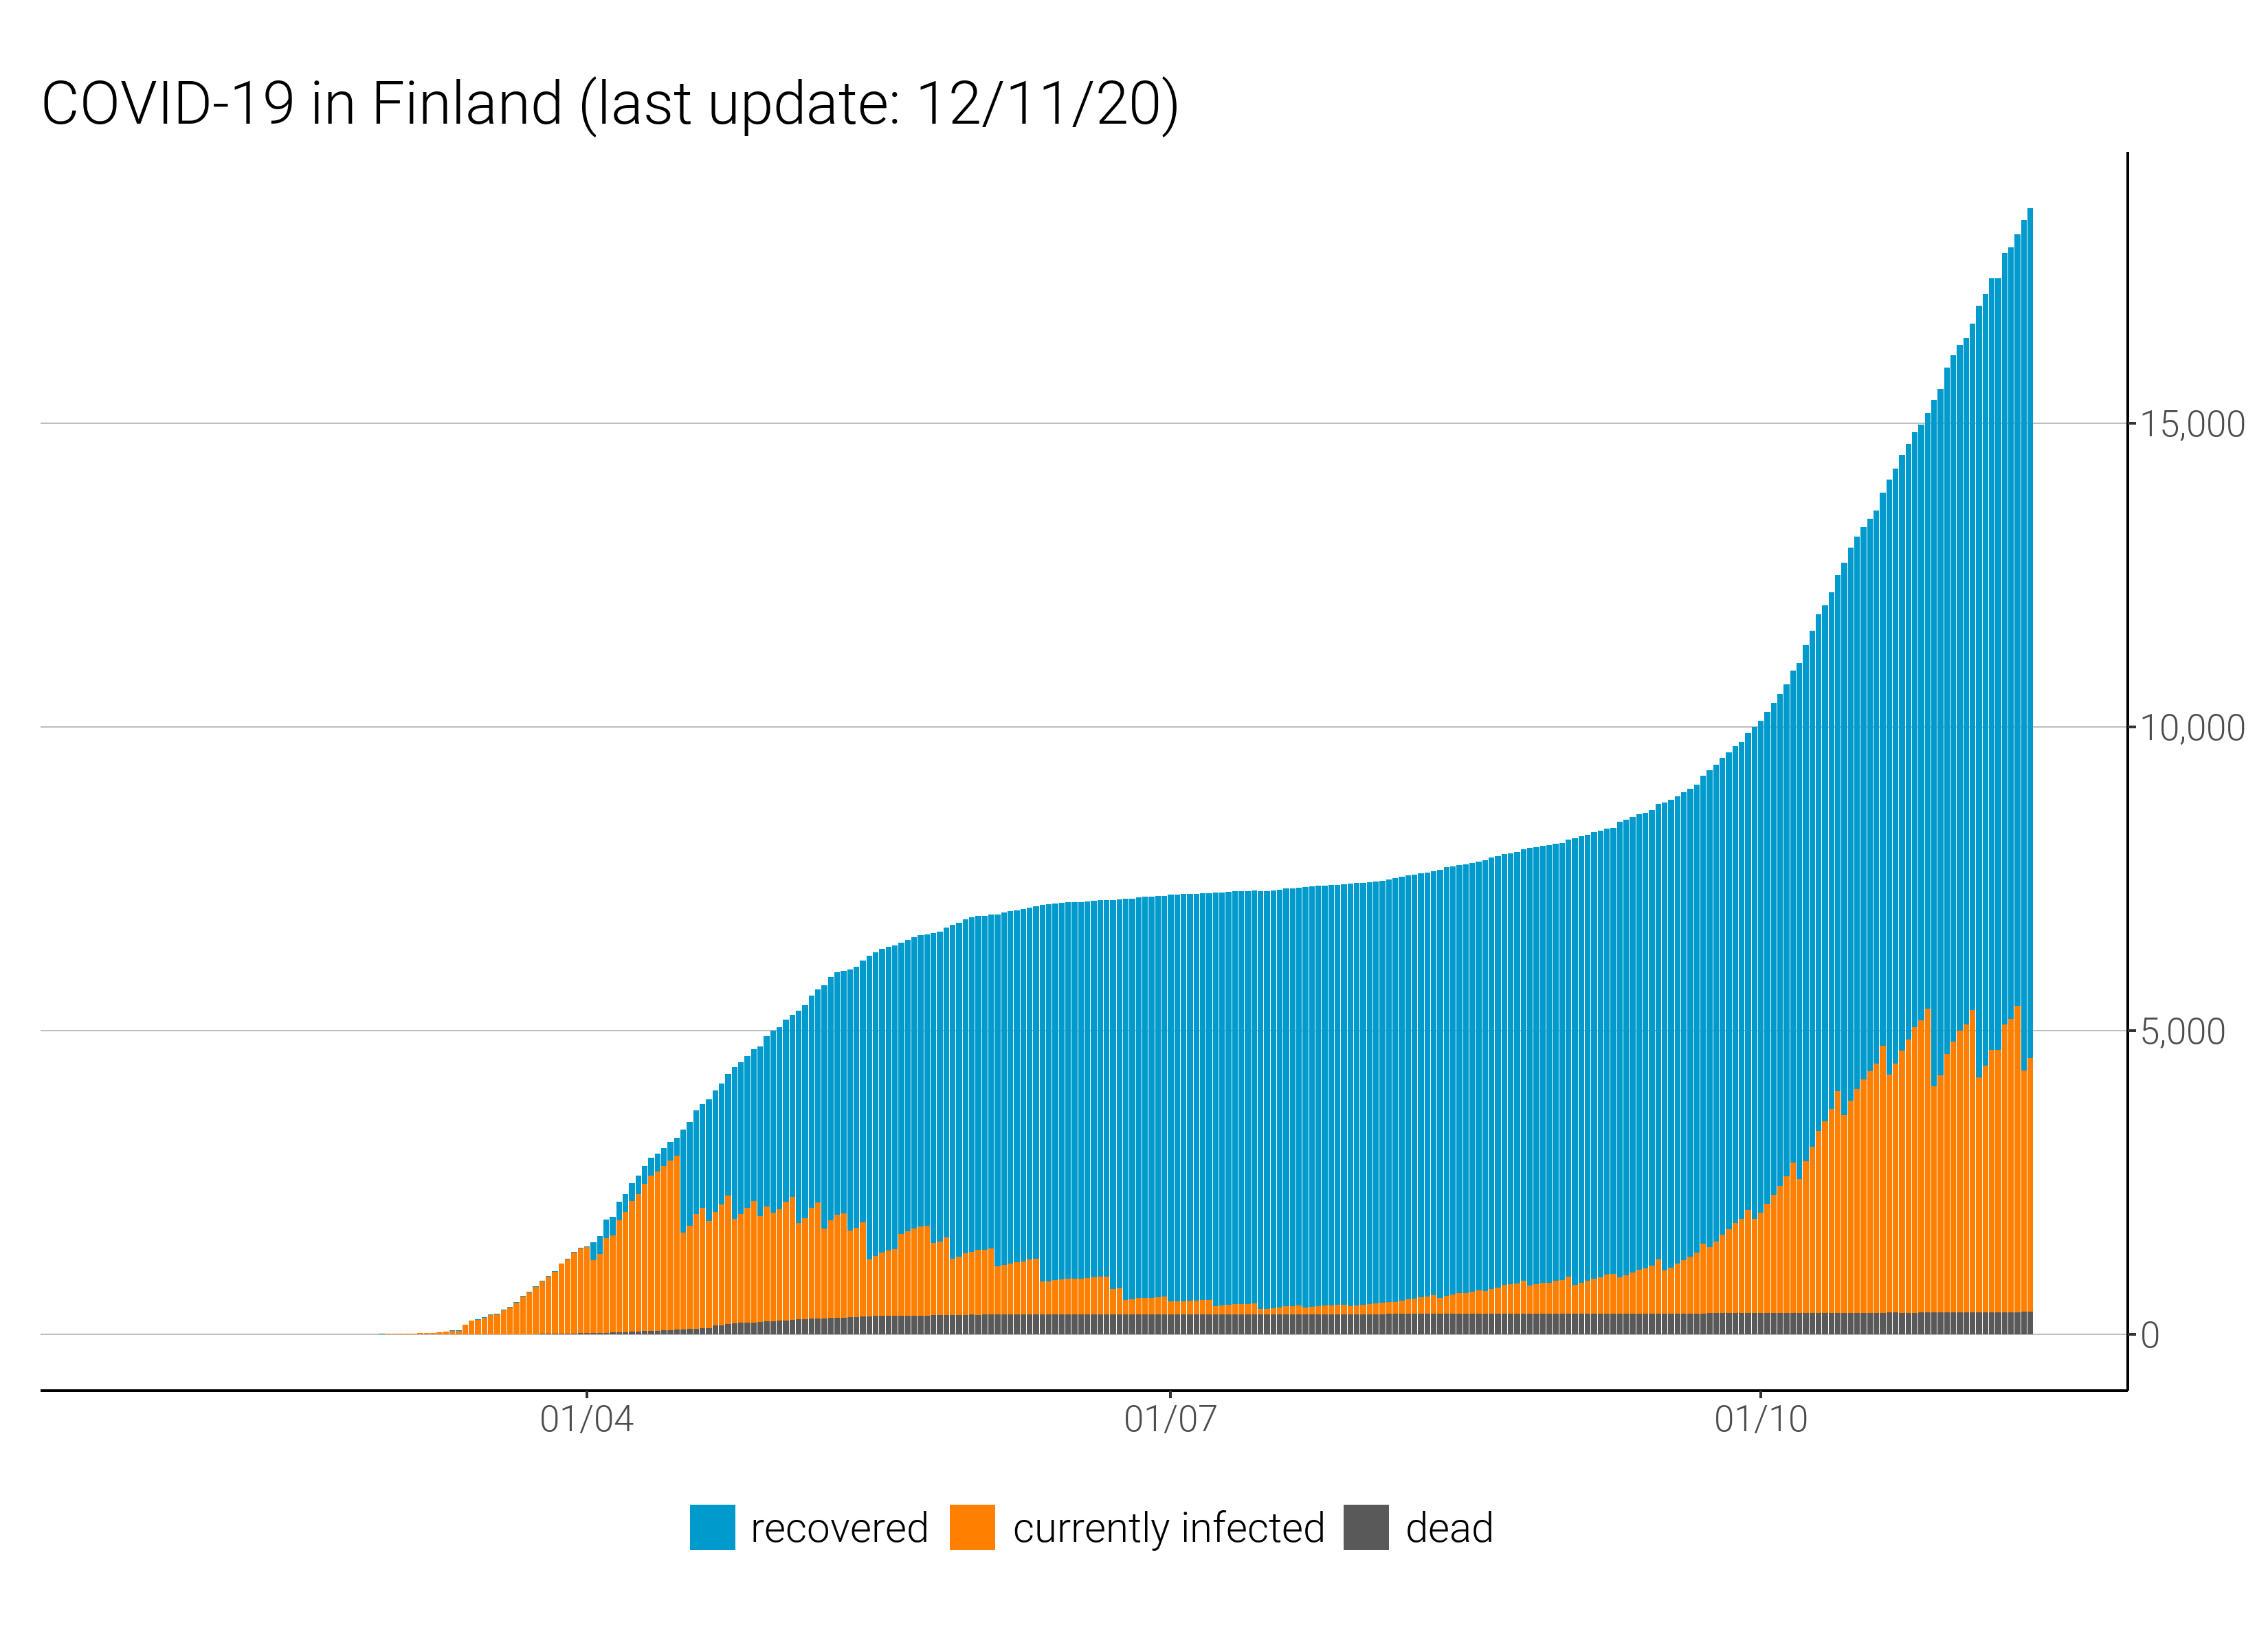 COVID-19 in Finland (last update: 12/11/20)
15,000
10,000
5,000
0
01/04 01/07 01/10
recovered currently infected dead